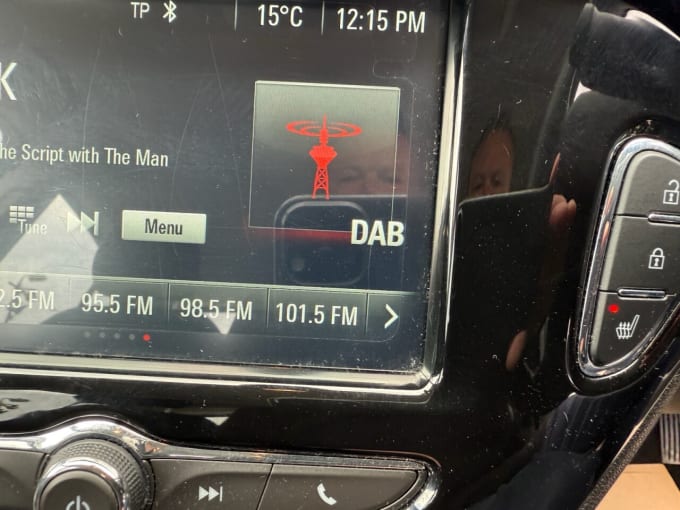 TP 15°C 12:15 PM
K
he Script with The Man
Tune Menu
DAB
2.5 FM 95.5 FM 98.5 FM 101.5 FM